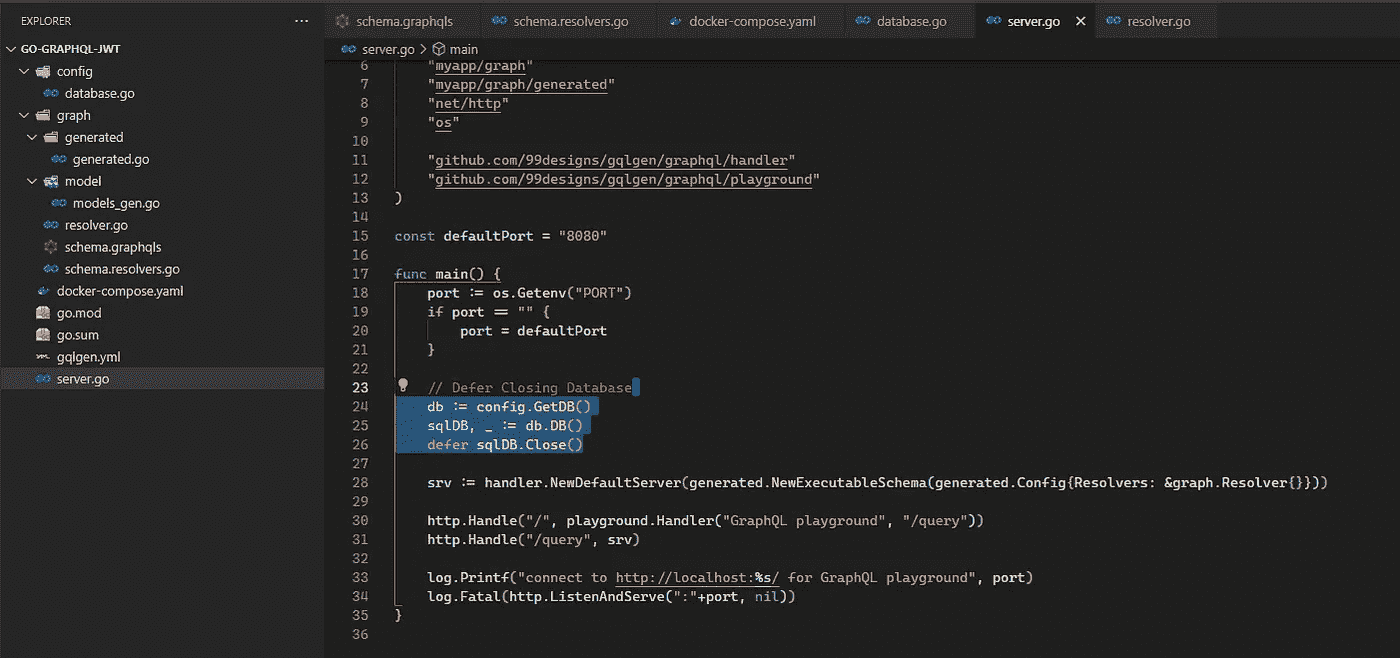 EXPLORER
GO-GRAPHQL-JWT
config
database.go
graph
generated
generated.go
model
models_gen.go
resolver.go
schema.graphqls
schema.resolvers.go
docker-compose.yaml
go.mod
go.sum
gqlgen.yml
server.go
schema.graphqls schema.resolvers.go docker-compose.yaml database.go server.go resolver.go
server.go > main
6 "myapp/graph"
7 "myapp/graph/generated"
8 "net/http"
9 "os"
10
11 "github.com/99designs/gqlgen/graphql/handler"
12 "github.com/99designs/gqlgen/graphql/playground"
13 )
14
15 const defaultPort = "8080"
16
17 func main() {
18 port := os.Getenv("PORT")
19 if port == "" {
20 port = defaultPort
21 }
22
23 // Defer Closing Database
24 db := config.GetDB()
25 sqlDB, _ := db.DB()
26 defer sqlDB.Close()
27
28 srv := handler.NewDefaultServer(generated.NewExecutableSchema(generated.Config{Resolvers: &graph.Resolver{}}))
29
30 http.Handle("/", playground.Handler("GraphQL playground", "/query"))
31 http.Handle("/query", srv)
32
33 log.Printf("connect to http://localhost:%s/ for GraphQL playground", port)
34 log.Fatal(http.ListenAndServe(":"+port, nil))
35 }
36